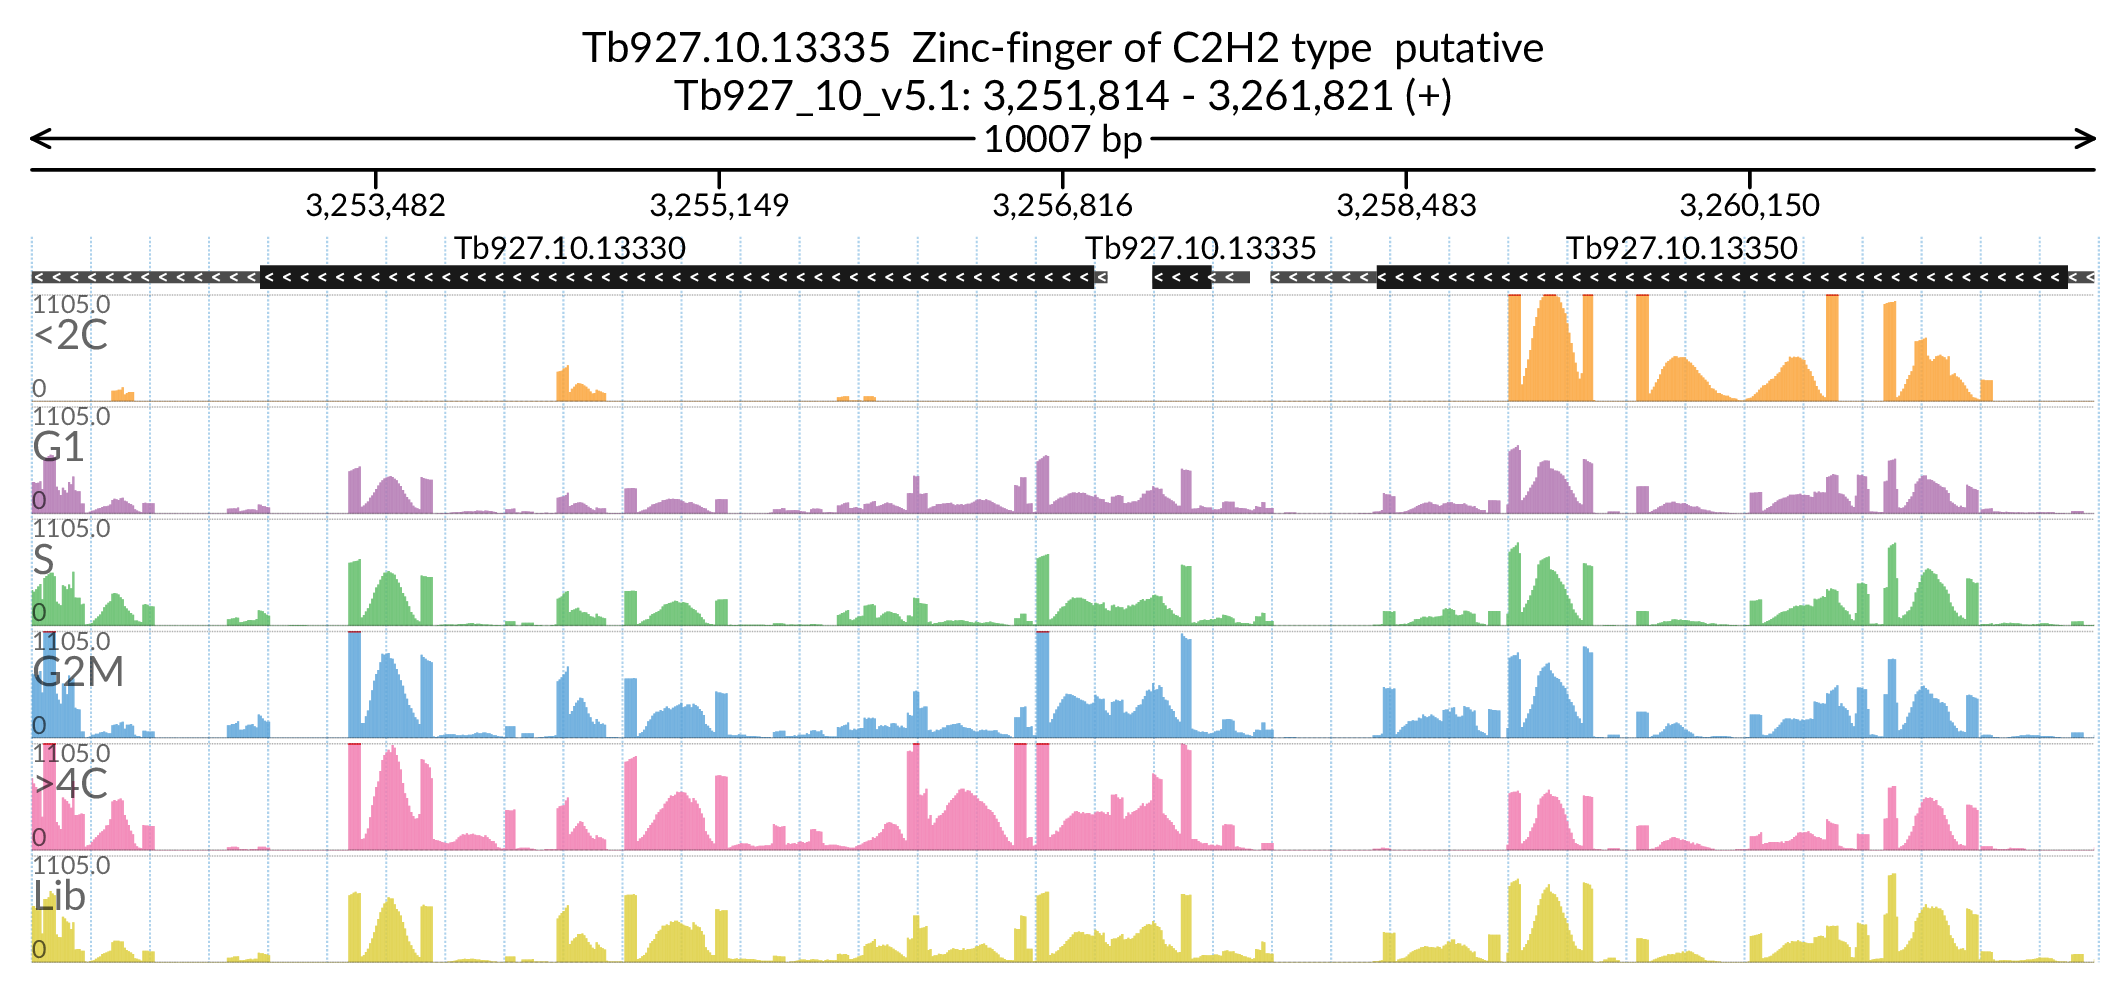 Tb927.10.13335  Zinc-finger of C2H2 type  putative
Tb927_10_v5.1: 3,251,814 - 3,261,821 (+)
10007 bp
3,253,482 3,255,149 3,256,816 3,258,483 3,260,150
Tb927.10.13330 Tb927.10.13335 Tb927.10.13350
1105.0
<2C
0
1105.0
G1
0
1105.0
S
0
1105.0
G2M
0
1105.0
>4C
0
1105.0
Lib
0